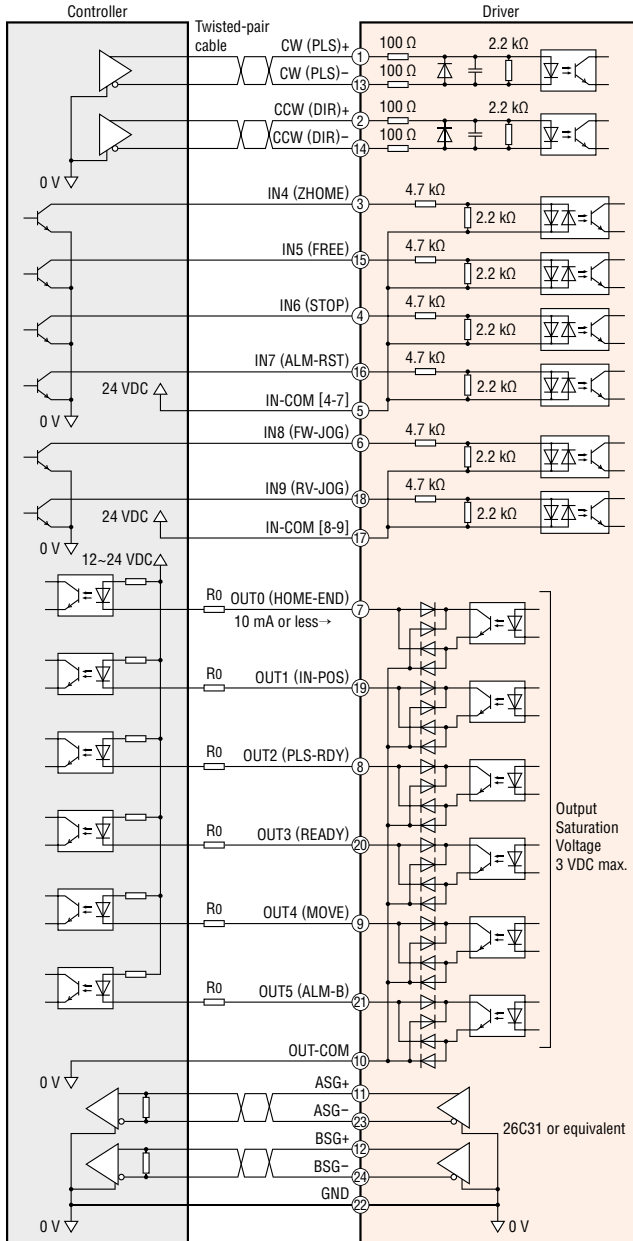 Controller
Twisted-pair
cable
Driver
CW (PLS)+
1
100 Ω
2.2 kΩ
CW (PLS)−
13
100 Ω
CCW (DIR)+
2
100 Ω
2.2 kΩ
CCW (DIR)−
14
100 Ω
0 V
IN4 (ZHOME)
3
4.7 kΩ
2.2 kΩ
IN5 (FREE)
15
4.7 kΩ
2.2 kΩ
IN6 (STOP)
4
4.7 kΩ
2.2 kΩ
IN7 (ALM-RST)
16
4.7 kΩ
2.2 kΩ
24 VDC
IN-COM [4-7]
5
0 V
IN8 (FW-JOG)
6
4.7 kΩ
2.2 kΩ
IN9 (RV-JOG)
18
4.7 kΩ
2.2 kΩ
24 VDC
IN-COM [8-9]
17
0 V
12~24 VDC
R0
OUT0 (HOME-END)
7
10 mA or less→
R0
OUT1 (IN-POS)
19
R0
OUT2 (PLS-RDY)
8
R0
OUT3 (READY)
20
Output
Saturation
Voltage
3 VDC max.
R0
OUT4 (MOVE)
9
R0
OUT5 (ALM-B)
21
OUT-COM
10
0 V
ASG+
11
ASG−
23
26C31 or equivalent
BSG+
12
BSG−
24
GND
22
0 V
0 V